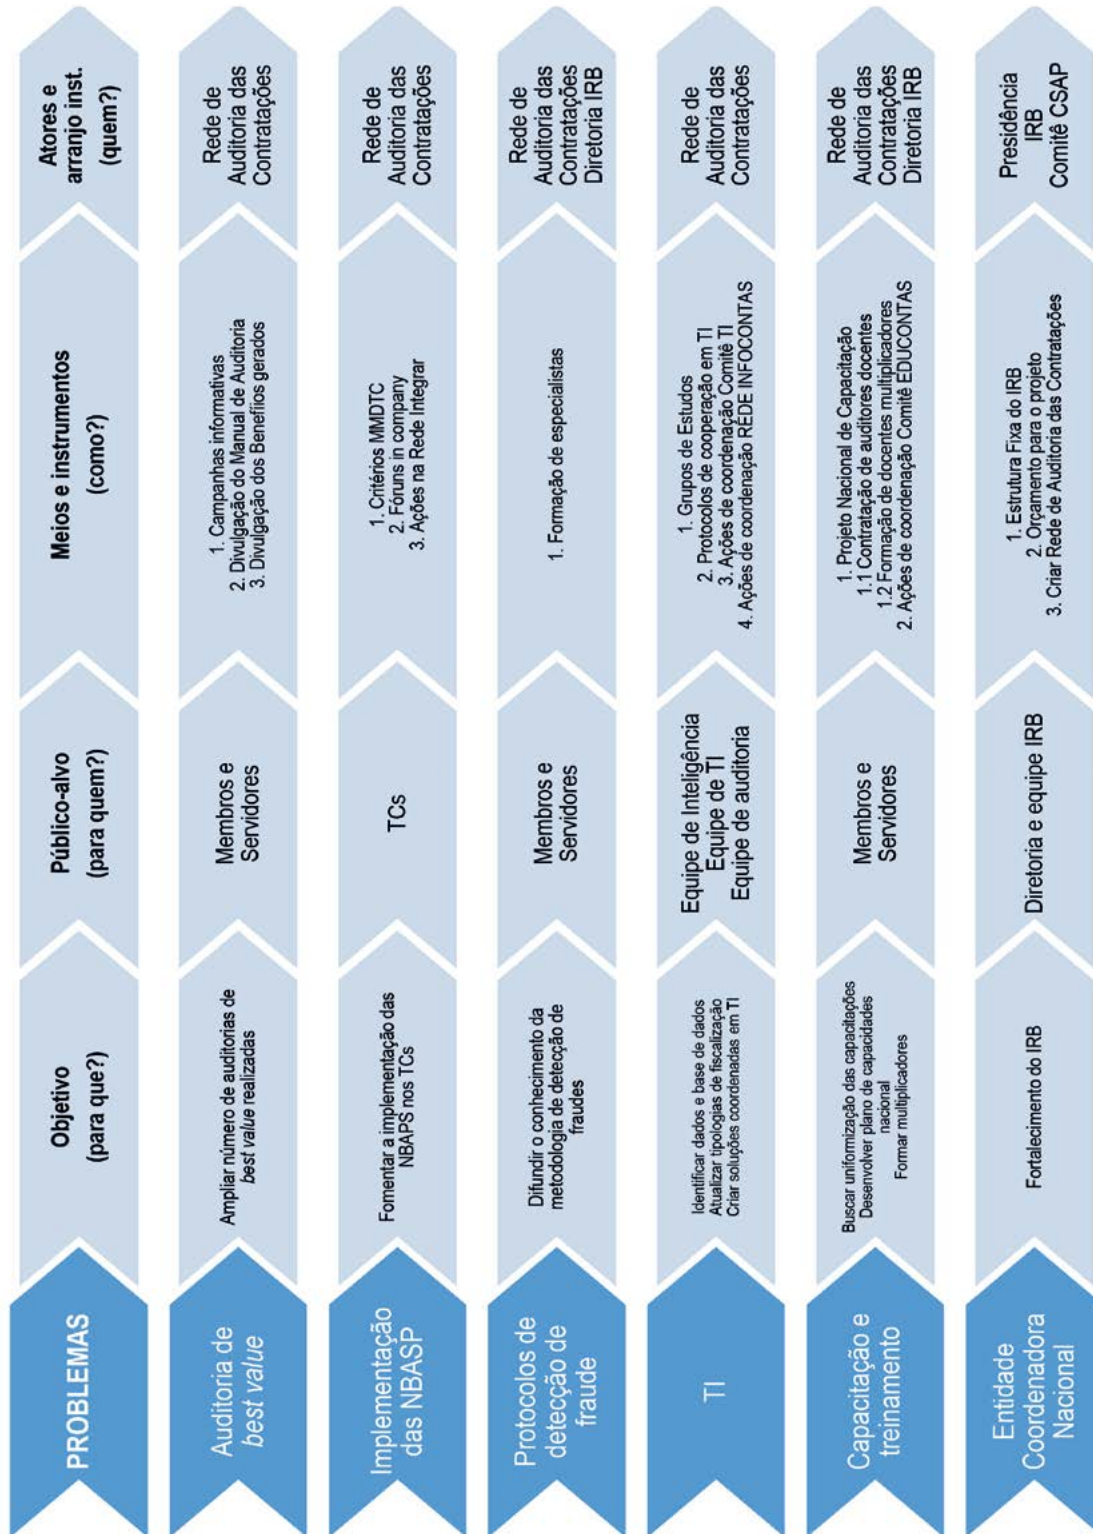 PROBLEMAS
Objetivo
(para que?)
Público-alvo
(para quem?)
Meios e instrumentos
(como?)
Atores e
arranjo inst.
(quem?)
Auditoria de
best value
Ampliar número de auditorias de
best value realizadas
Membros e
Servidores
1. Campanhas informativas
2. Divulgação do Manual de Auditoria
3. Divulgação dos Benefiios gerados
Rede de
Auditoria das
Contratações
Implementação
das NBASP
Fomentar a implementação das
NBAPS nos TCs
TCs
1. Critérios MMDTC
2. Fóruns in company
3. Ações na Rede Integrar
Rede de
Auditoria das
Contratações
Protocolos de
detecção de
fraude
Difundir o conhecimento da
metodologia de detecção de
fraudes
Membros e
Servidores
1. Formação de especialistas
Rede de
Auditoria das
Contratações
Diretoria IRB
TI
Identificar dados e base de dados
Atualizar tipologias de fiscalização
Criar soluções coordenadas em TI
Equipe de Inteligência
Equipe de TI
Equipe de auditoria
1. Grupos de Estudos
2. Protocolos de cooperação em TI
3. Ações de coordenação Comitê TI
4. Ações de coordenação REDE INFOCONTAS
Rede de
Auditoria das
Contratações
Capacitação e
treinamento
Buscar uniformização das capacitações
Desenvolver plano de capacidades
nacional
Formar multiplicadores
Membros e
Servidores
1. Projeto Nacional de Capacitação
1.1 Contratação de auditores docentes
1.2 Formação de docentes multiplicadores
2. Ações de coordenação Comitê EDUCONTAS
Rede de
Auditoria das
Contratações
Diretoria IRB
Entidade
Coordenadora
Nacional
Fortalecimento do IRB
Diretoria e equipe IRB
1. Estrutura Fixa do IRB
2. Orçamento para o projeto
3. Criar Rede de Auditoria das Contratações
Presidência
IRB
Comitê CSAP